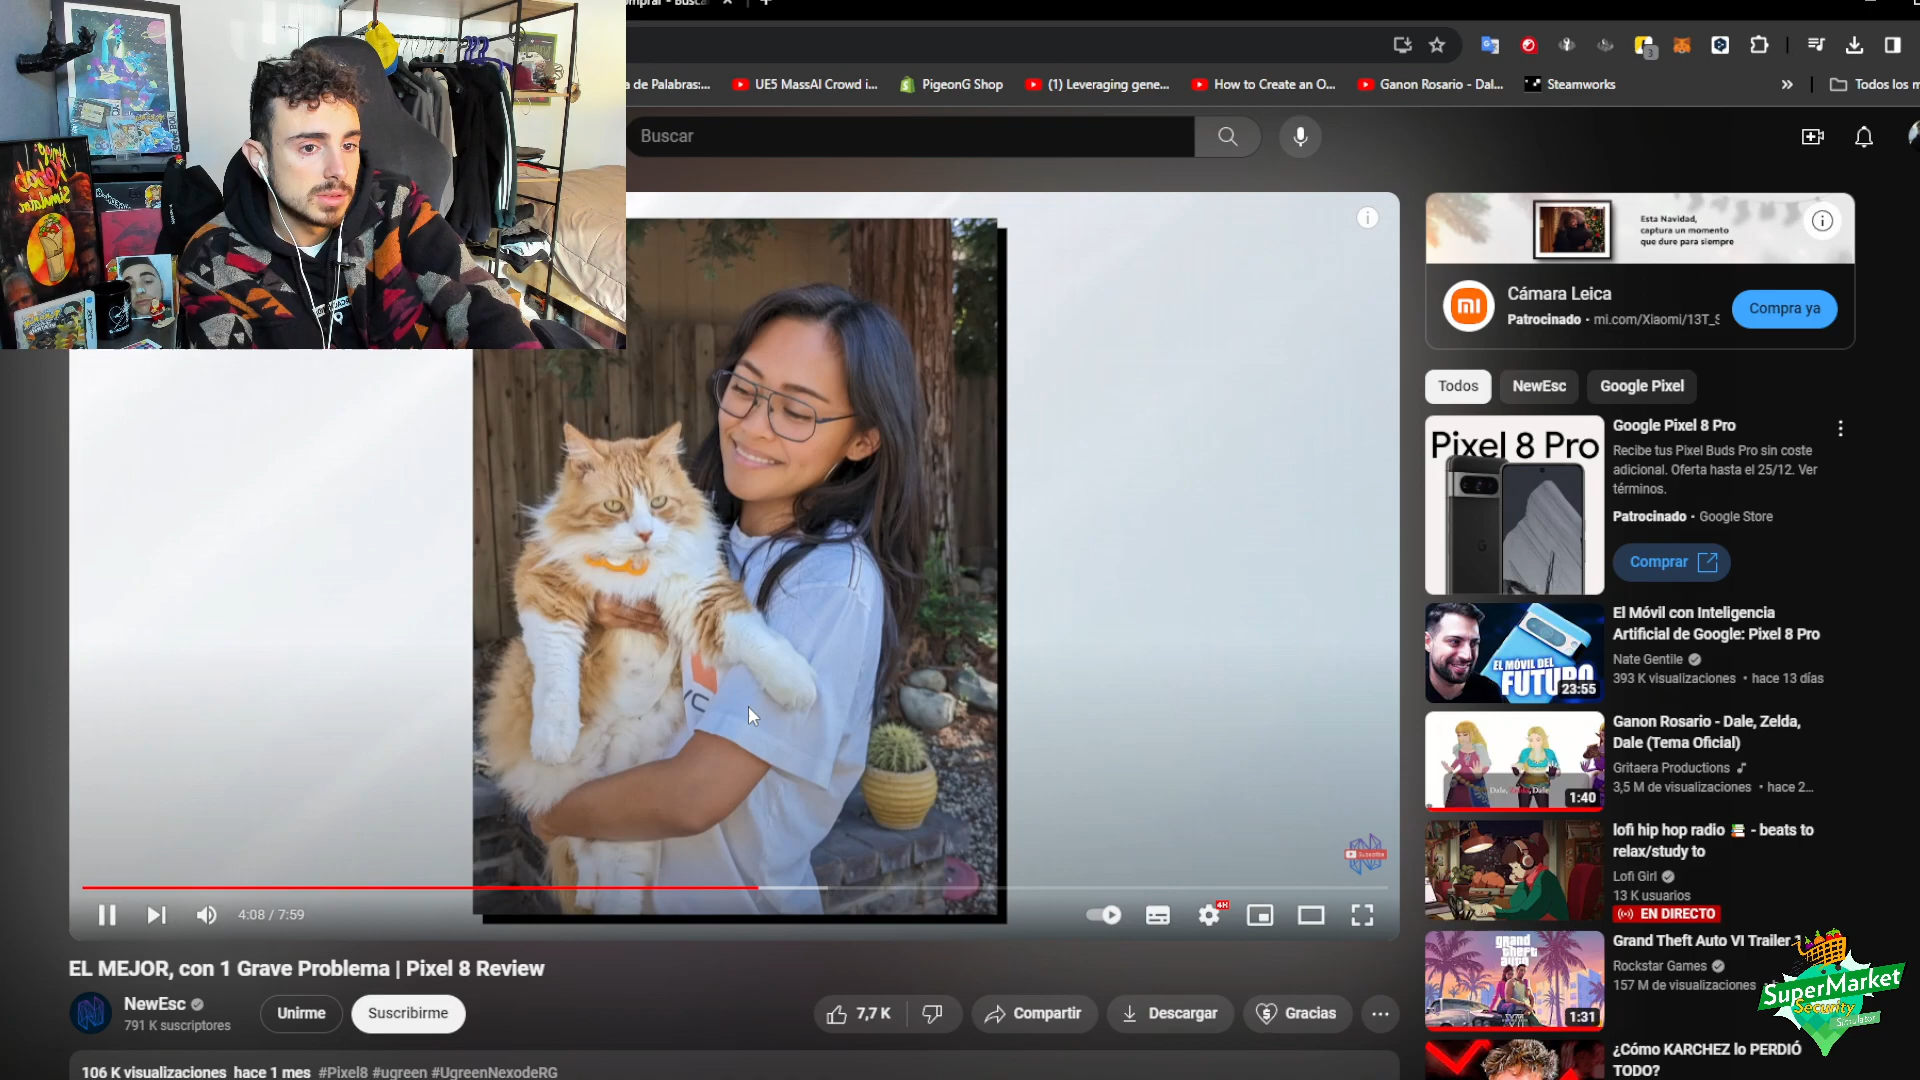 de Palabras:...
UE5 MassAI Crowd i...
PigeonG Shop
(1) Leveraging gene...
How to Create an O...
Ganon Rosario - Dal...
Steamworks
»
Todos los m
Buscar
Esta Navidad,
captura un momento
que dure para siempre
Cámara Leica
Patrocinado · mi.com/Xiaomi/13T_S
Compra ya
Todos
NewEsc
Google Pixel
Pixel 8 Pro
Google Pixel 8 Pro
Recibe tus Pixel Buds Pro sin coste
adicional. Oferta hasta el 25/12. Ver
términos.
Patrocinado · Google Store
Comprar
EL MÓVIL DEL
FUTURO
23:55
El Móvil con Inteligencia
Artificial de Google: Pixel 8 Pro
Nate Gentile
393 K visualizaciones • hace 13 días
Dale, Zelda, Dale
1:40
Ganon Rosario - Dale, Zelda,
Dale (Tema Oficial)
Gritaera Productions
3,5 M de visualizaciones • hace 2...
lofi hip hop radio 📚 - beats to
relax/study to
Lofi Girl
13 K usuarios
EN DIRECTO
grand
theft
auto
VI
1:31
Grand Theft Auto VI Trailer 1
Rockstar Games
157 M de visualizaciones
¿Cómo KARCHEZ lo PERDIÓ
TODO?
SuperMarket
Security
Simulator
Subscribe
4:08 / 7:59
EL MEJOR, con 1 Grave Problema | Pixel 8 Review
NewEsc
791 K suscriptores
Unirme
Suscribirme
7,7 K
Compartir
Descargar
Gracias
106 K visualizaciones hace 1 mes #Pixel8 #ugreen #UgreenNexodeRG